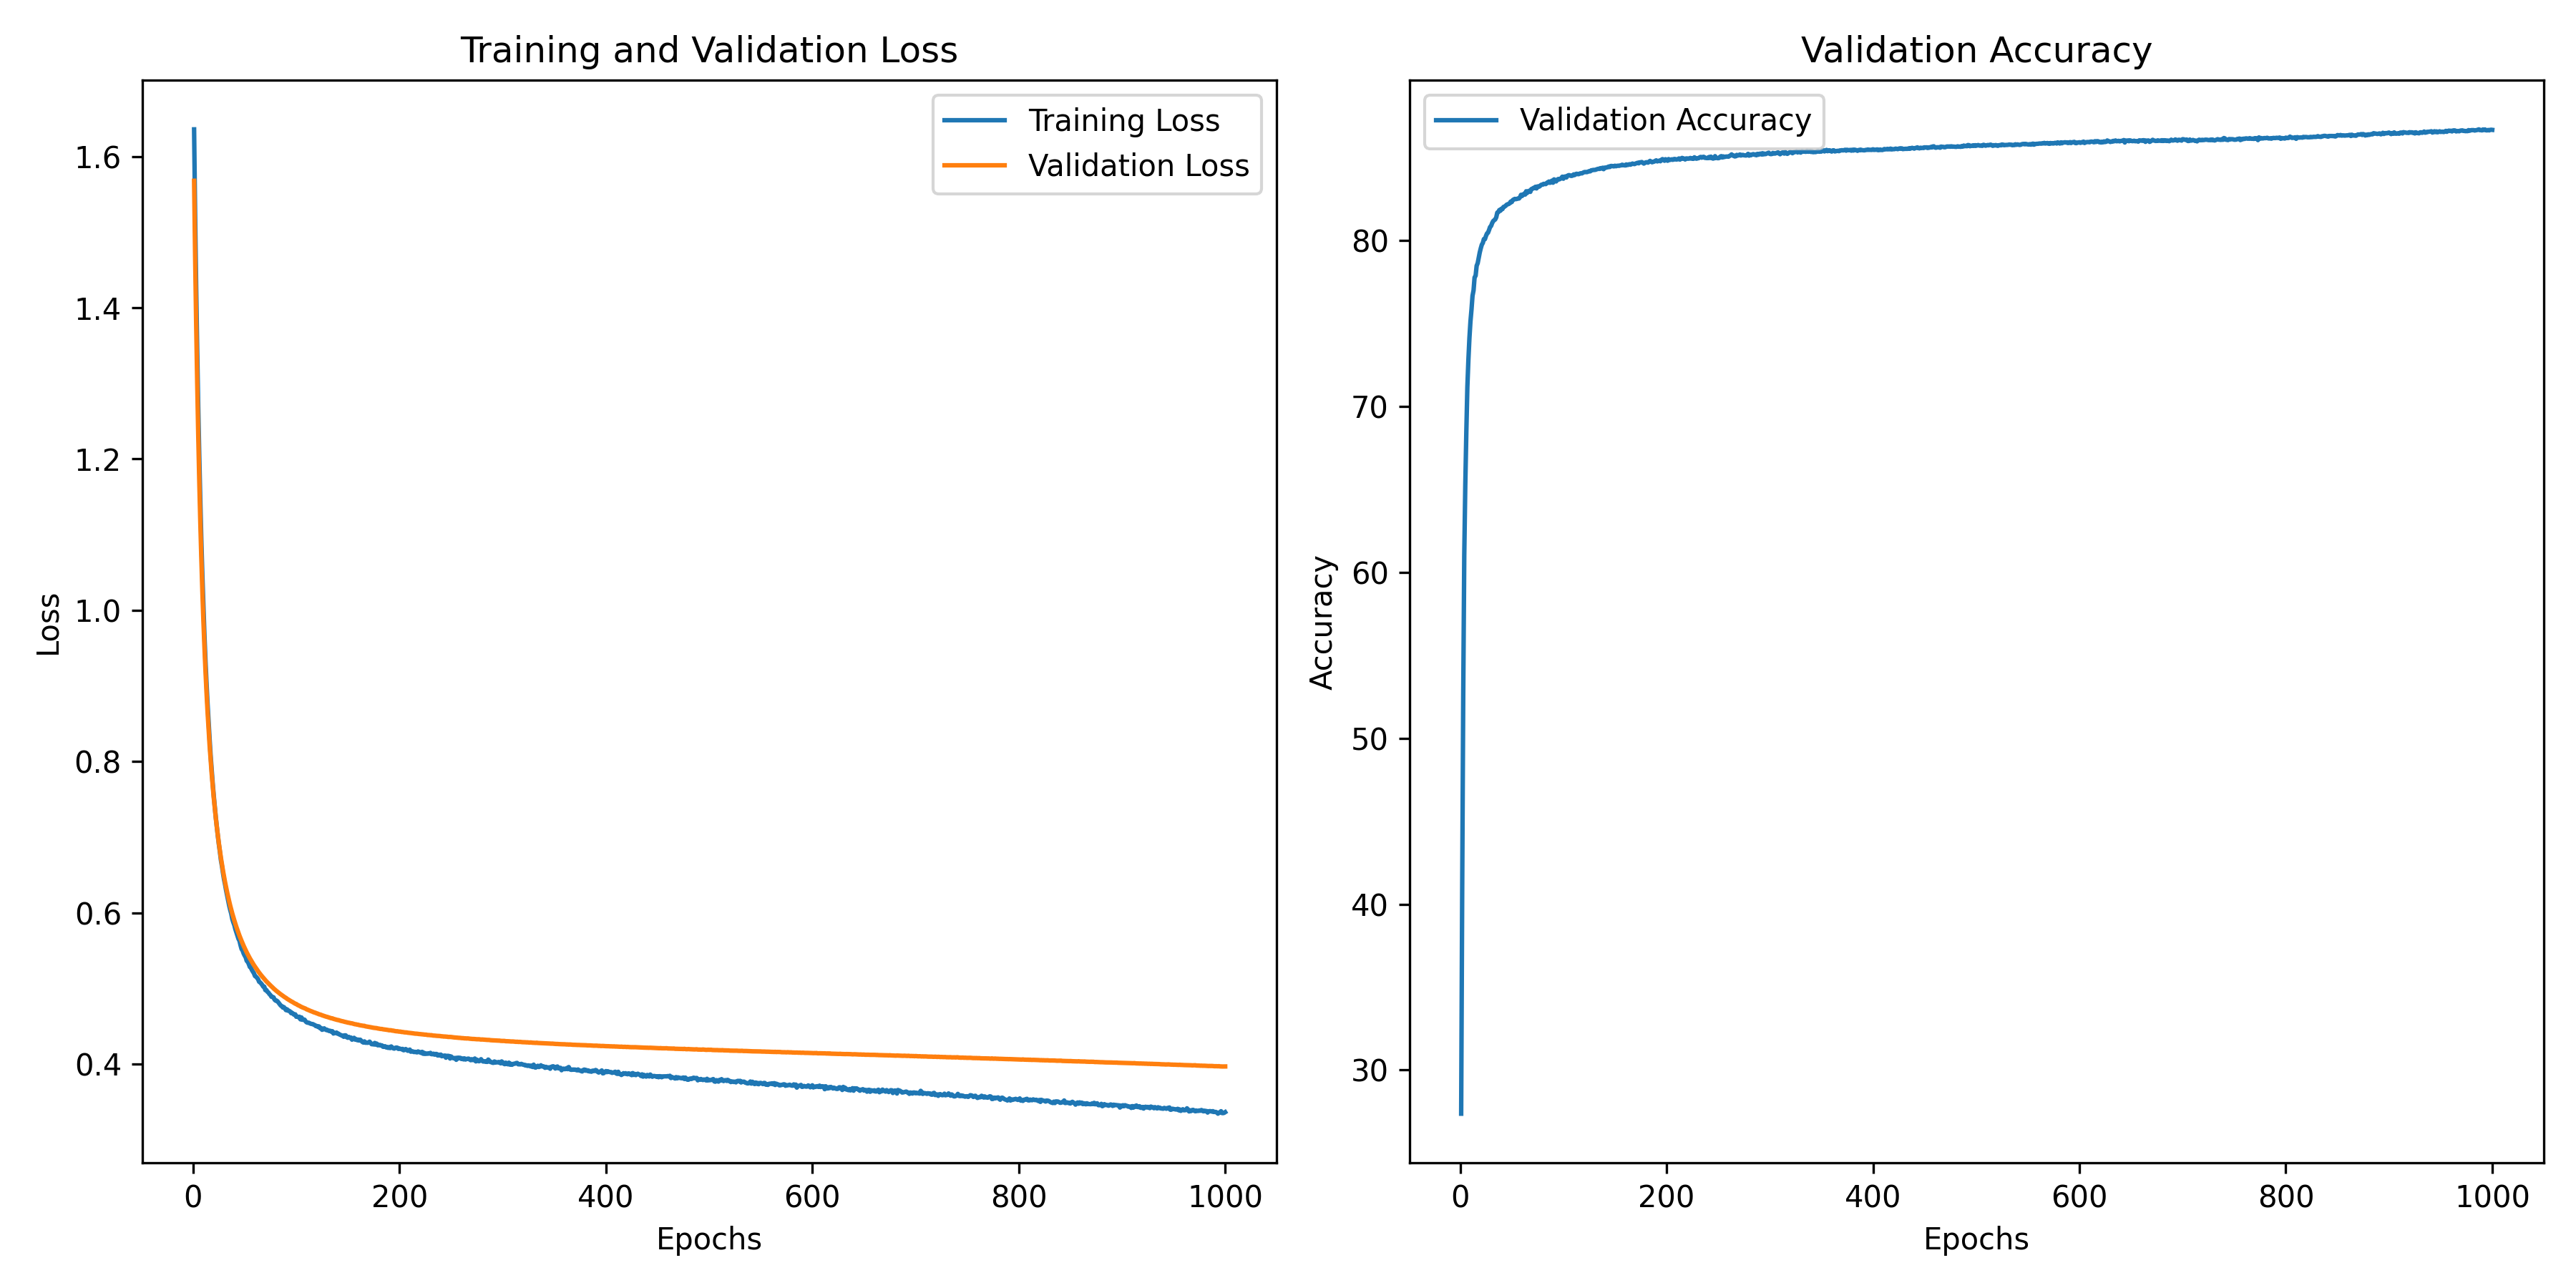 Training and Validation Loss
Training Loss
Validation Loss
1.6
1.4
1.2
1.0
0.8
0.6
0.4
Loss
0 200 400 600 800 1000
Epochs
Validation Accuracy
Validation Accuracy
80
70
60
50
40
30
Accuracy
0 200 400 600 800 1000
Epochs